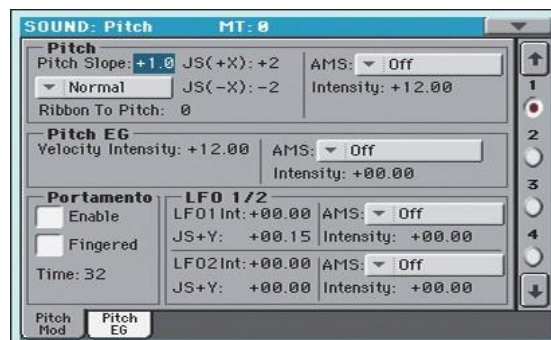 SOUND: Pitch MT: 0
Pitch
Pitch Slope: +1.0 JS(+X): +2 AMS: Off
Normal JS(-X): -2 Intensity: +12.00
Ribbon To Pitch: 0
Pitch EG
Velocity Intensity: +12.00 AMS: Off
Intensity: +00.00
Portamento LFO 1/2
Enable LFO1 Int: +00.00 AMS: Off
Fingered JS+Y: +00.15 Intensity: +00.00
Time: 32 LFO2 Int: +00.00 AMS: Off
JS+Y: +00.00 Intensity: +00.00
1
2
3
4
Pitch Mod
Pitch EG